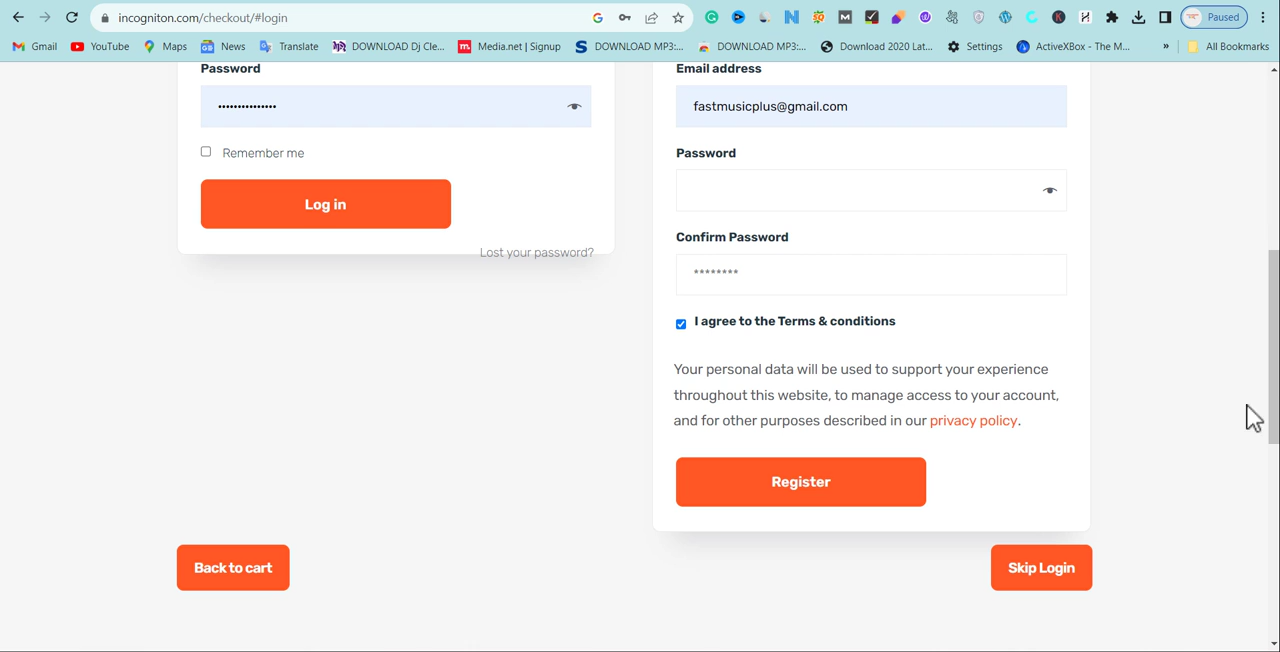 incogniton.com/checkout/#login
Paused
Gmail
YouTube
Maps
News
Translate
DOWNLOAD Dj Cle...
Media.net | Signup
DOWNLOAD MP3:...
DOWNLOAD MP3:...
Download 2020 Lat...
Settings
ActiveXBox - The M...
»
All Bookmarks
Password
•••••••••••••••
Remember me
Log in
Lost your password?
Email address
fastmusicplus@gmail.com
Password
Confirm Password
********
I agree to the Terms & conditions
Your personal data will be used to support your experience
throughout this website, to manage access to your account,
and for other purposes described in our privacy policy.
Register
Back to cart
Skip Login